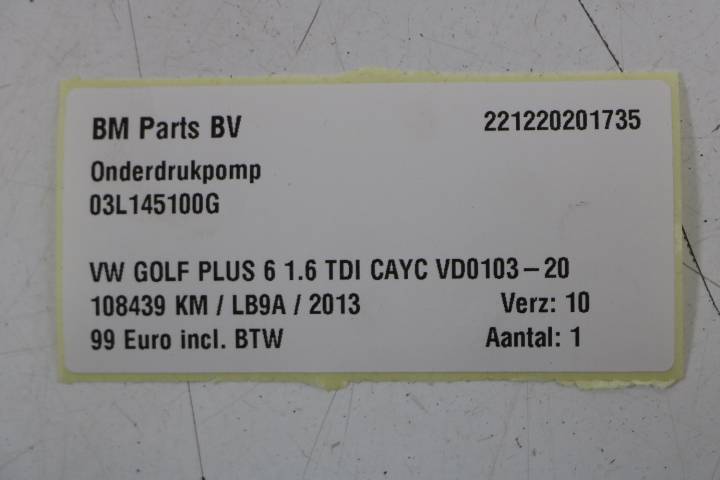 BM Parts BV 221220201735
Onderdrukpomp
03L145100G
VW GOLF PLUS 6 1.6 TDI CAYC VD0103-20
108439 KM / LB9A / 2013 Verz: 10
99 Euro incl. BTW Aantal: 1